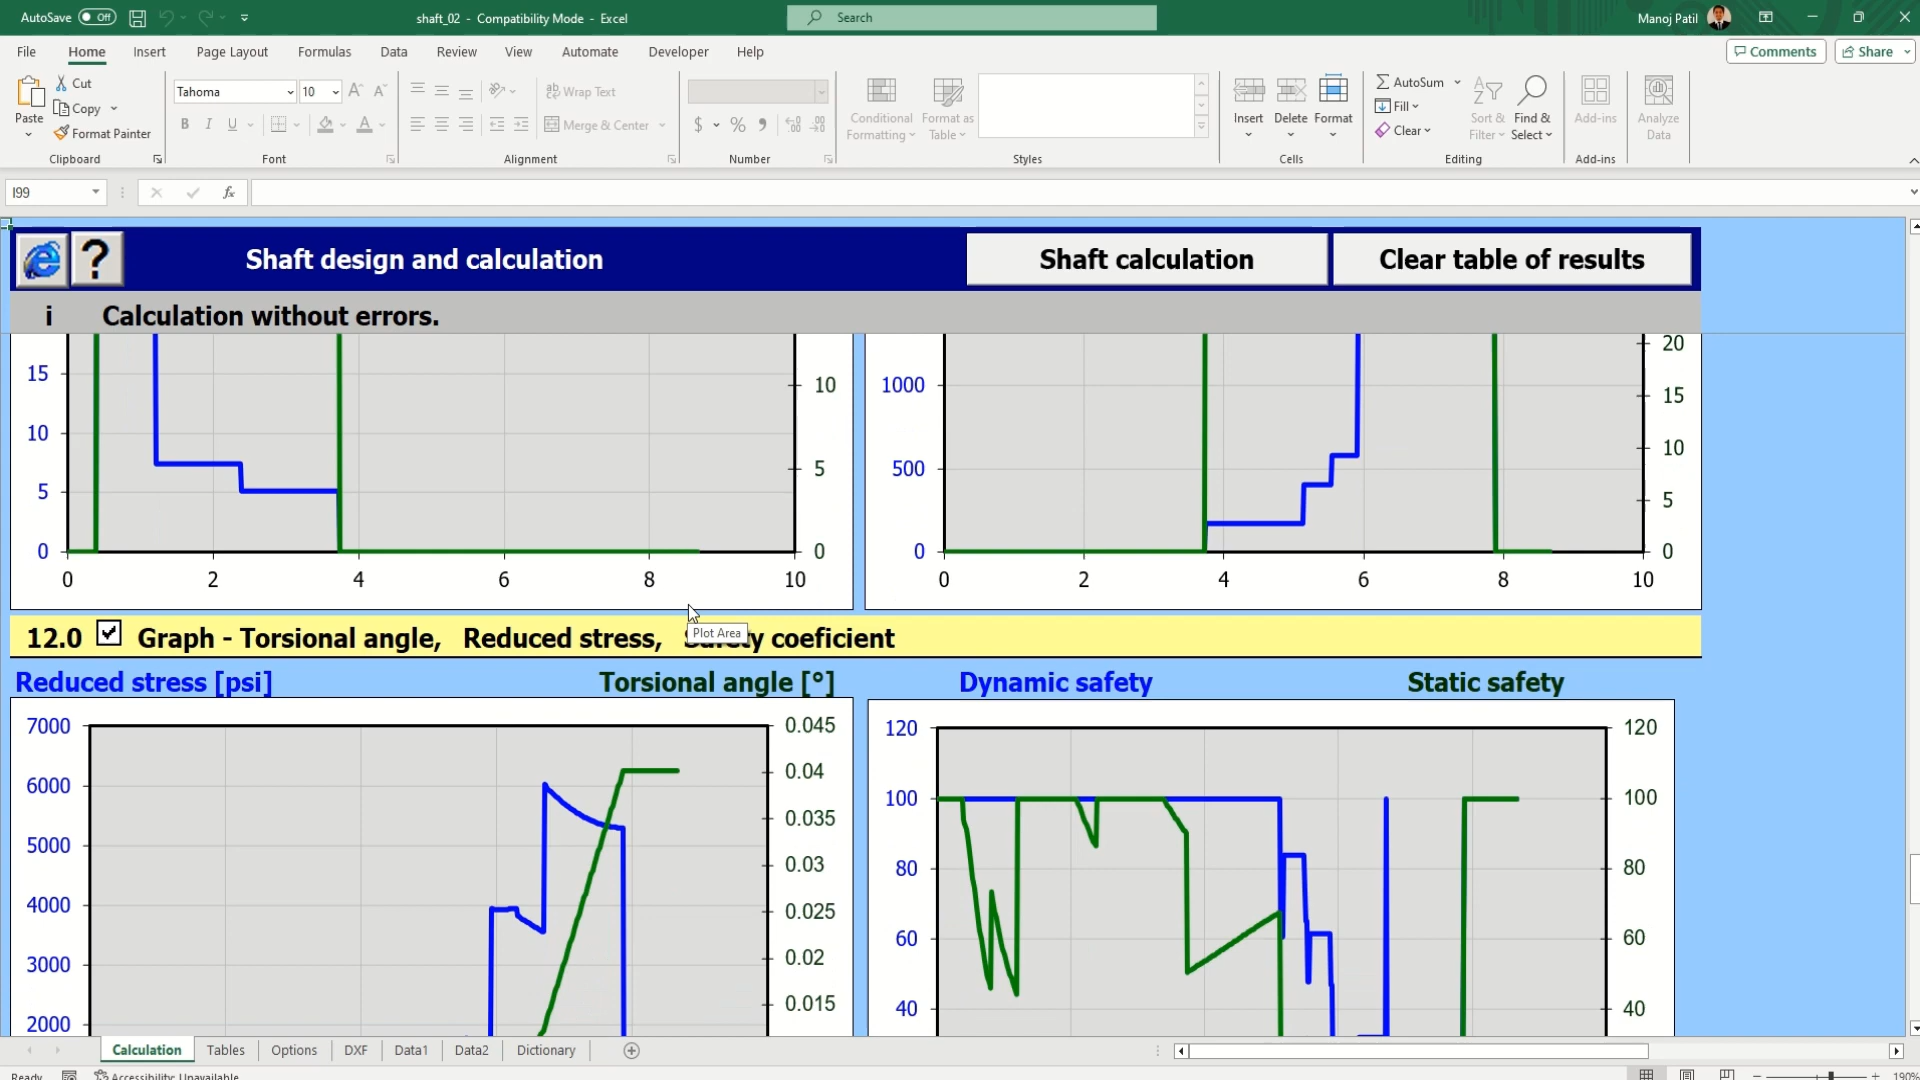 AutoSave Off shaft_02 - Compatibility Mode - Excel Search Manoj Patil
File Home Insert Page Layout Formulas Data Review View Automate Developer Help Comments Share
Paste Cut Copy Format Painter Clipboard
Tahoma 10 A A B I U A Font
Wrap Text Merge & Center Alignment
$ % Number
Conditional Formatting Format as Table Styles
Insert Delete Format Cells
AutoSum Fill Clear Sort & Filter Find & Select Editing
Add-ins Add-ins
Analyze Data
I99 fx
? Shaft design and calculation Shaft calculation Clear table of results
i Calculation without errors.
15 10 20
10 1000 15
5 5 500 10
5
0 0 0 0
0 2 4 6 8 10 0 2 4 6 8 10
12.0 Graph - Torsional angle, Reduced stress, Safety coeficient
Plot Area
Reduced stress [psi] Torsional angle [°] Dynamic safety Static safety
7000 0.045 120 120
6000 0.04 100 100
5000 0.035 80 80
4000 0.03 60 60
3000 0.025 40 40
2000 0.02
0.015
Calculation Tables Options DXF Data1 Data2 Dictionary
Ready Accessibility: Unavailable 190%